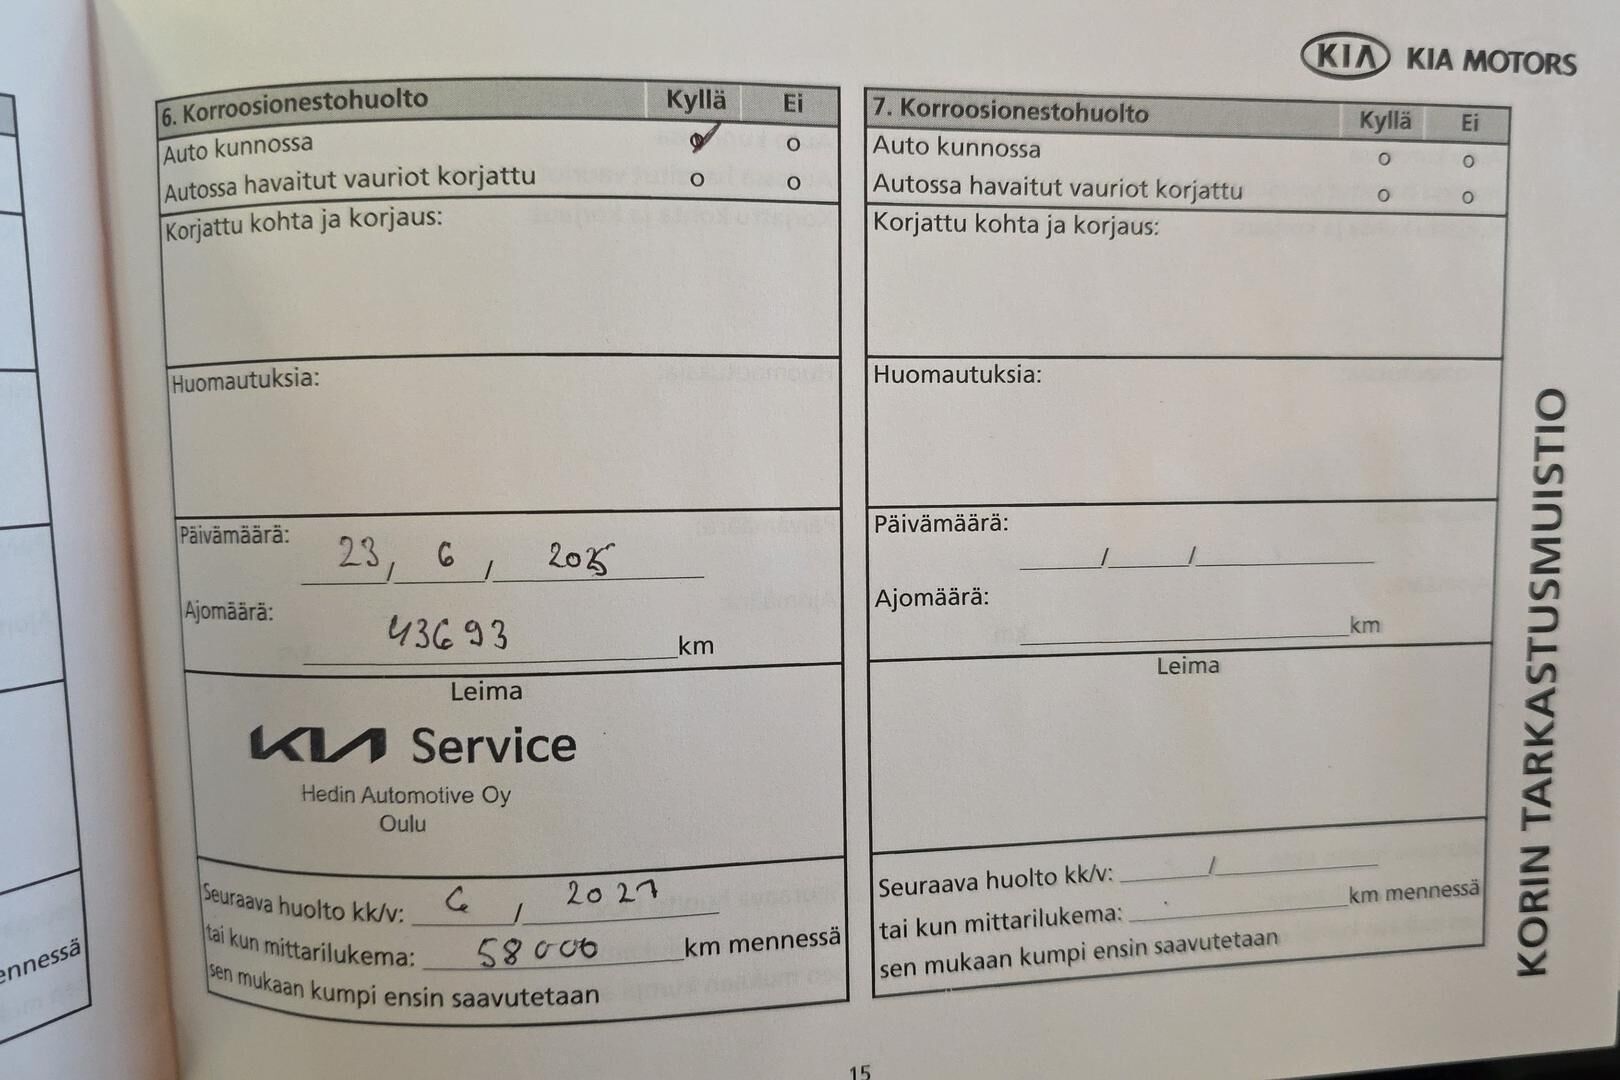 KIA KIA MOTORS
6. Korroosionestohuolto Kyllä Ei
Auto kunnossa o o
Autossa havaitut vauriot korjattu o o
Korjattu kohta ja korjaus:
Huomautuksia:
Päivämäärä: 23 / 6 / 2025
Ajomäärä: 43693 km
Leima
KIA Service
Hedin Automotive Oy
Oulu
Seuraava huolto kk/v: 6 / 2027
tai kun mittarilukema: 58000 km mennessä
sen mukaan kumpi ensin saavutetaan
7. Korroosionestohuolto Kyllä Ei
Auto kunnossa o o
Autossa havaitut vauriot korjattu o o
Korjattu kohta ja korjaus:
Huomautuksia:
Päivämäärä: / /
Ajomäärä: km
Leima
Seuraava huolto kk/v: /
tai kun mittarilukema: km mennessä
sen mukaan kumpi ensin saavutetaan
KORIN TARKASTUSMUISTIO
ennessä
15